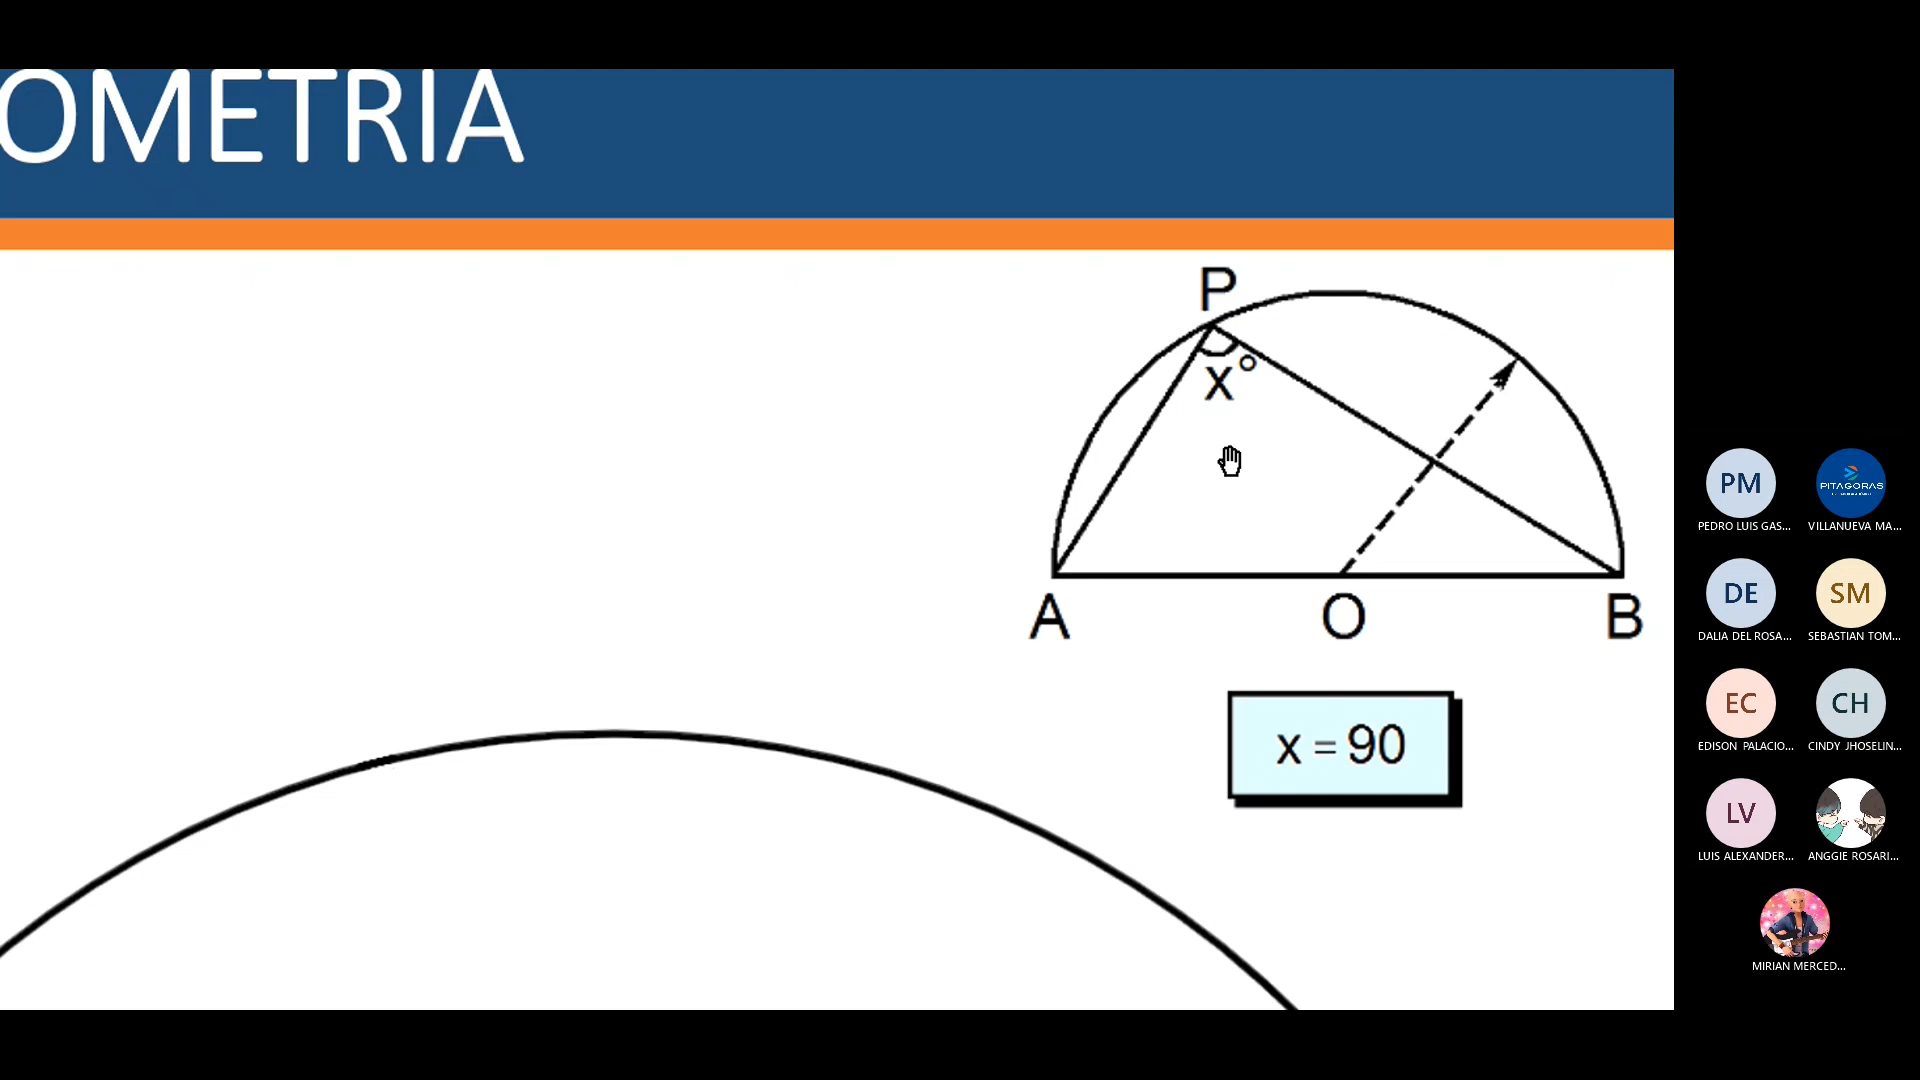 OMETRIA
P
x°
A O B
x = 90
PM
PEDRO LUIS GAS...
PITAGORAS
VILLANUEVA MA...
DE
DALIA DEL ROSA...
SM
SEBASTIAN TOM...
EC
EDISON PALACIO...
CH
CINDY JHOSELIN...
LV
LUIS ALEXANDER...
ANGGIE ROSARI...
MIRIAN MERCED...